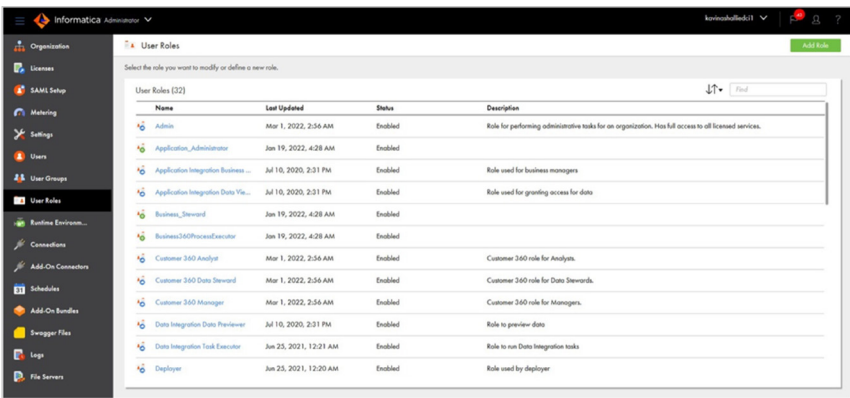 Informatica Administrator
kavinashalliedci1
?
Organization
Licenses
SAML Setup
Metering
Settings
Users
User Groups
User Roles
Runtime Environm...
Connections
Add-On Connectors
31 Schedules
Add-On Bundles
Swagger Files
Logs
File Servers
User Roles
Add Role
Select the role you want to modify or define a new role.
User Roles (32)
Find
Name Last Updated Status Description
Admin Mar 1, 2022, 2:56 AM Enabled Role for performing administrative tasks for an organization. Has full access to all licensed services.
Application_Administrator Jan 19, 2022, 4:28 AM Enabled
Application Integration Business ... Jul 10, 2020, 2:31 PM Enabled Role used for business managers
Application Integration Data Vie... Jul 10, 2020, 2:31 PM Enabled Role used for granting access for data
Business_Steward Jan 19, 2022, 4:28 AM Enabled
Business360ProcessExecutor Jan 19, 2022, 4:28 AM Enabled
Customer 360 Analyst Mar 1, 2022, 2:56 AM Enabled Customer 360 role for Analysts.
Customer 360 Data Steward Mar 1, 2022, 2:56 AM Enabled Customer 360 role for Data Stewards.
Customer 360 Manager Mar 1, 2022, 2:56 AM Enabled Customer 360 role for Managers.
Data Integration Data Previewer Jul 10, 2020, 2:31 PM Enabled Role to preview data
Data Integration Task Executor Jun 25, 2021, 12:21 AM Enabled Role to run Data Integration tasks
Deployer Jun 25, 2021, 12:20 AM Enabled Role used by deployer